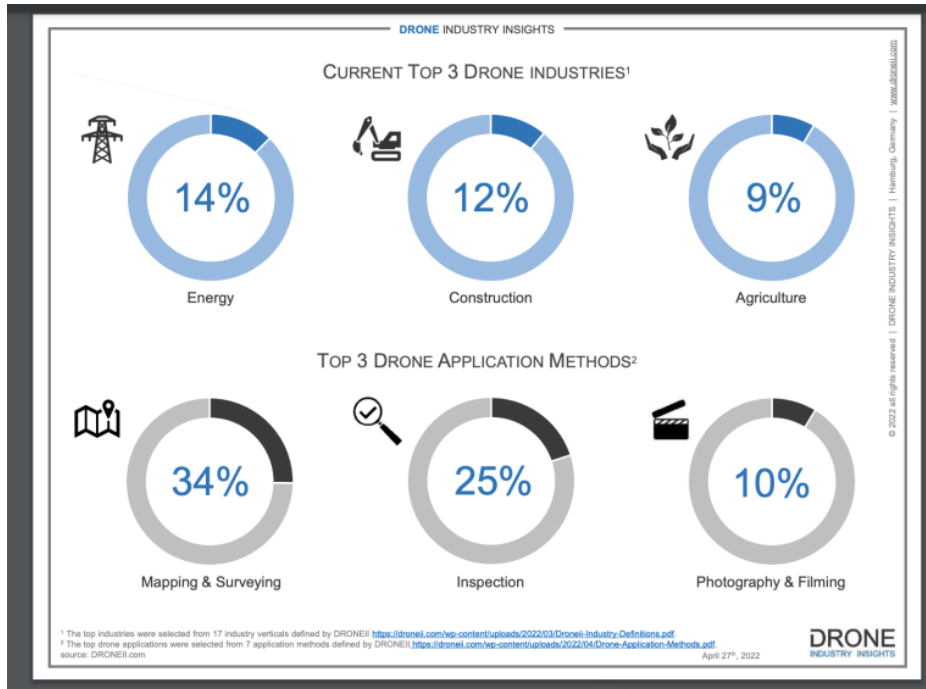 DRONE INDUSTRY INSIGHTS
CURRENT TOP 3 DRONE INDUSTRIES¹
14%
12%
9%
Energy
Construction
Agriculture
TOP 3 DRONE APPLICATION METHODS²
34%
25%
10%
Mapping & Surveying
Inspection
Photography & Filming
© 2022 all rights reserved | DRONE INDUSTRY INSIGHTS | Hamburg, Germany | www.droneii.com
¹ The top industries were selected from 17 industry verticals defined by DRONEII https://droneii.com/wp-content/uploads/2022/03/Droneii-Industry-Definitions.pdf.
² The top drone applications were selected from 7 application methods defined by DRONEII https://droneii.com/wp-content/uploads/2022/04/Drone-Application-Methods.pdf.
source: DRONEII.com
April 27th, 2022
DRONE
INDUSTRY INSIGHTS